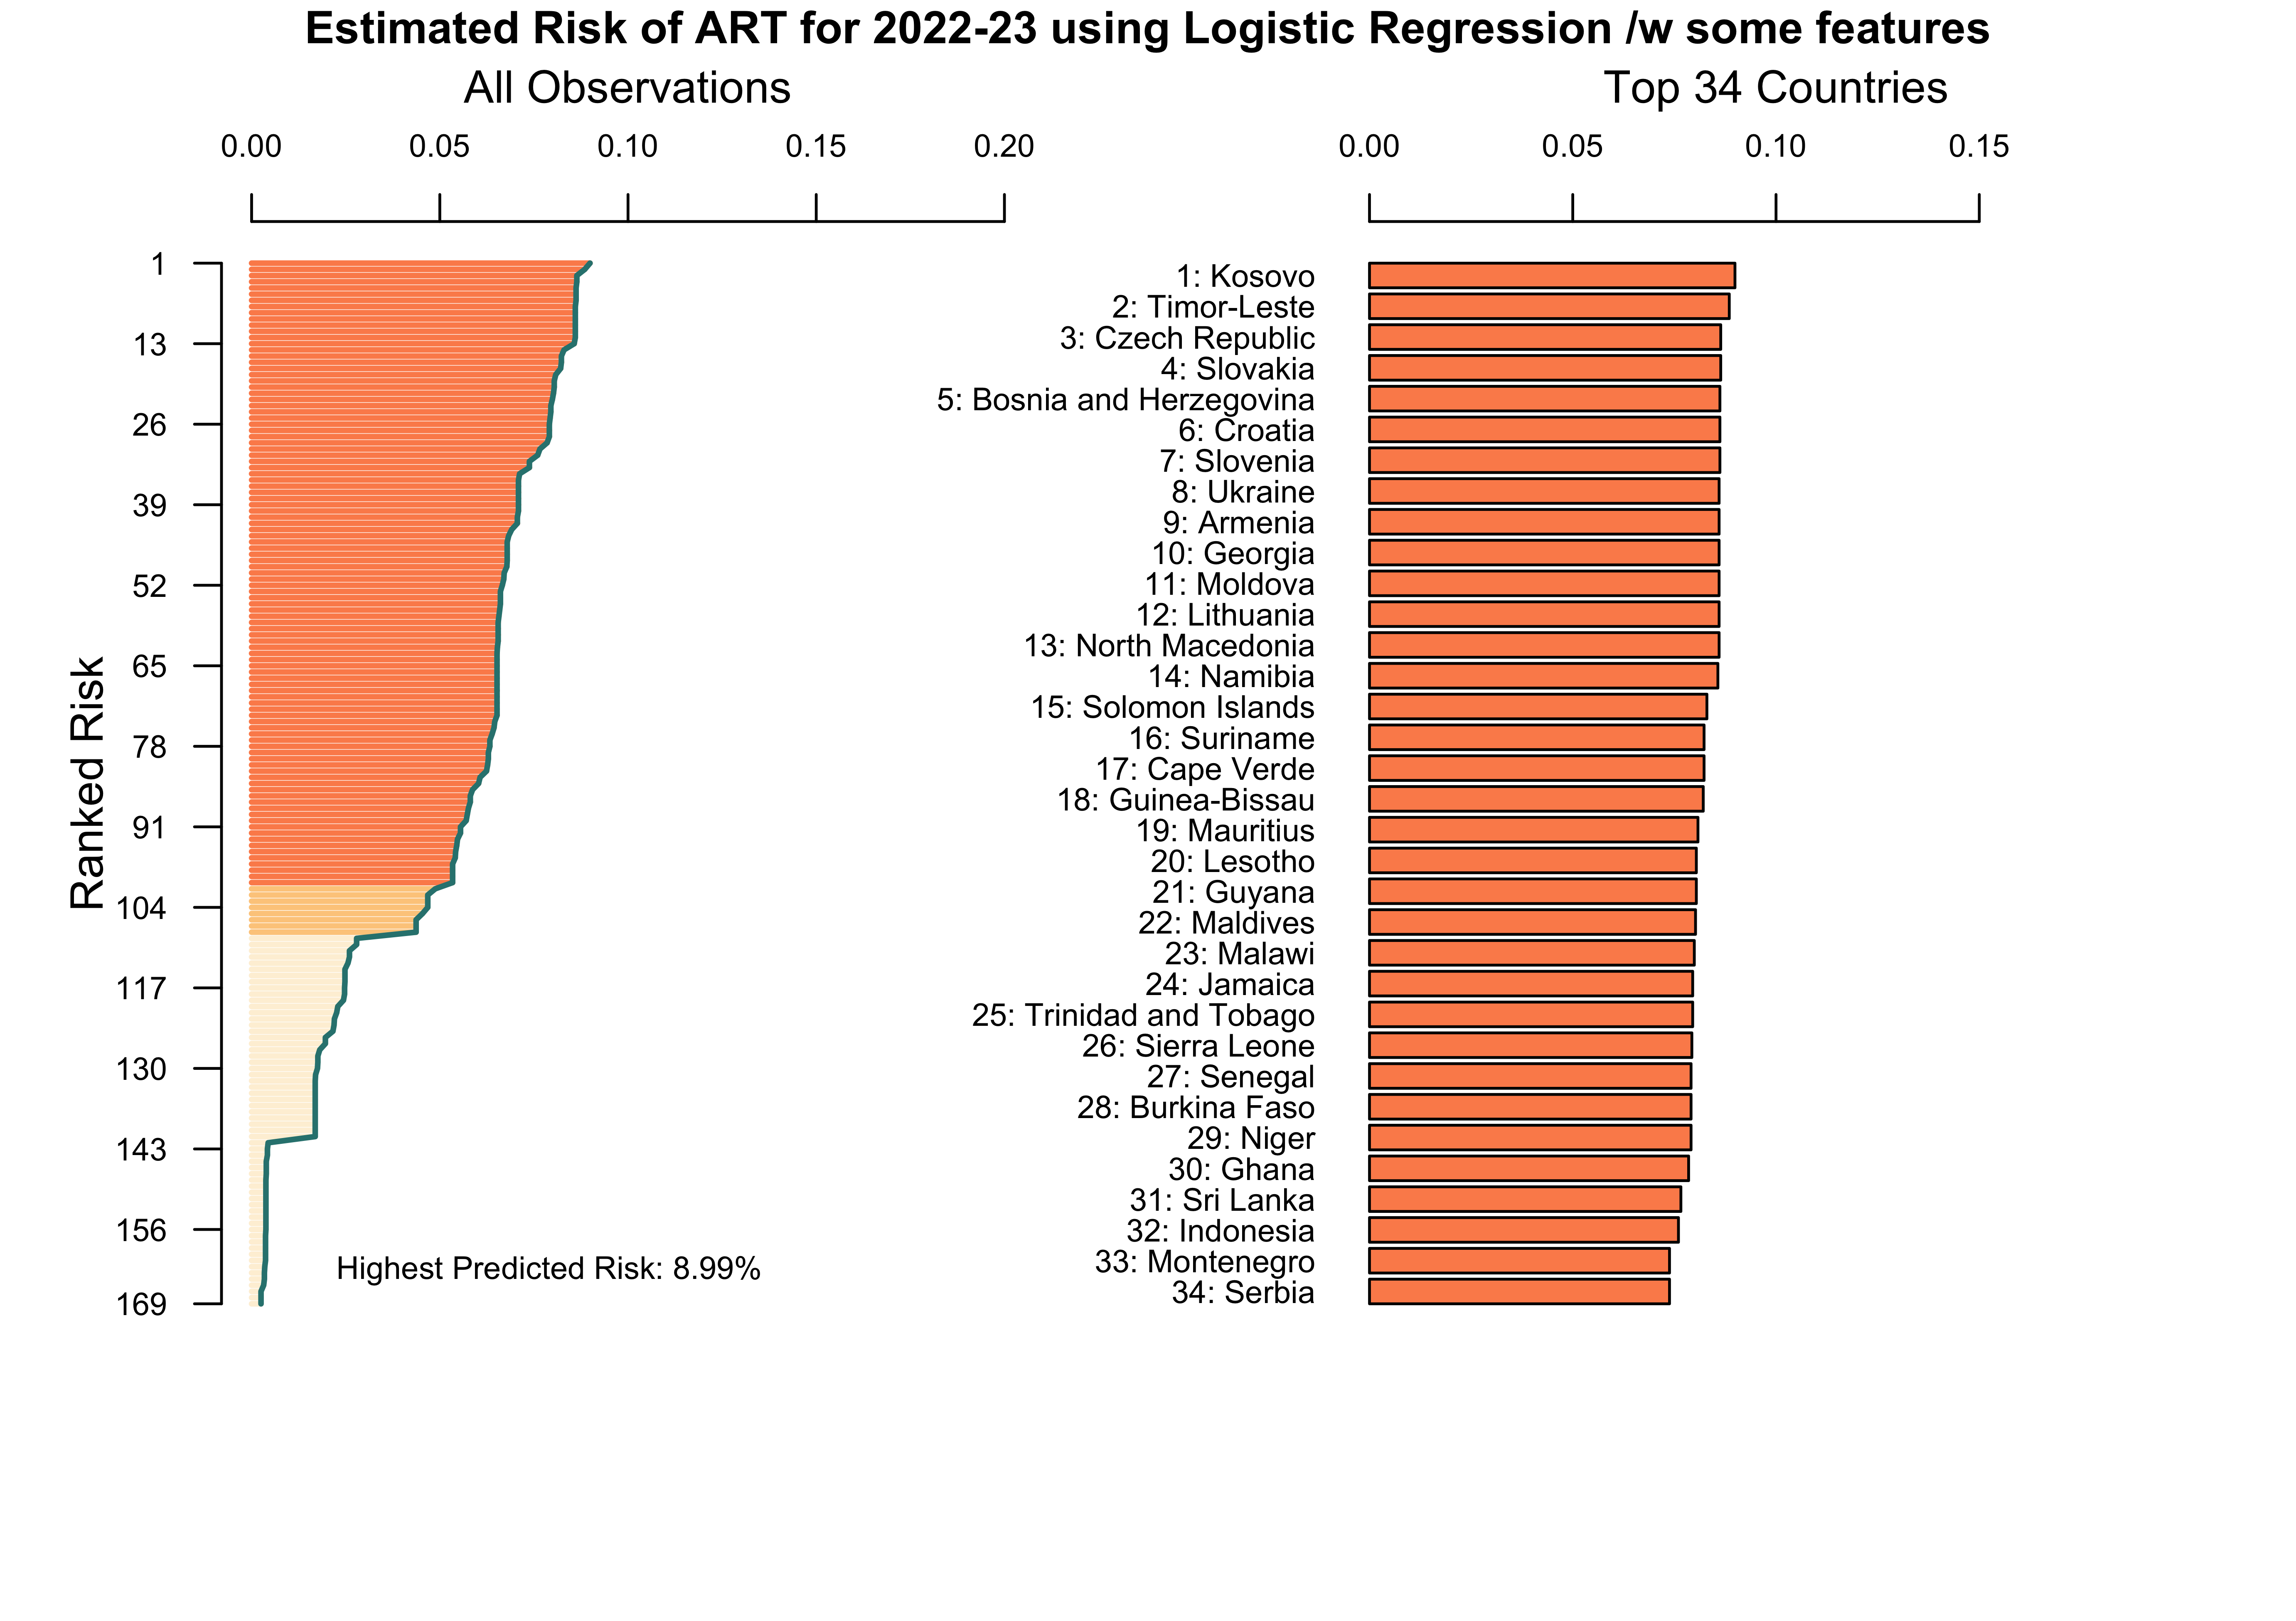 Estimated Risk of ART for 2022-23 using Logistic Regression /w some features
All Observations
0.00 0.05 0.10 0.15 0.20
Ranked Risk
1
13
26
39
52
65
78
91
104
117
130
143
156
169
Highest Predicted Risk: 8.99%
Top 34 Countries
0.00 0.05 0.10 0.15
1: Kosovo
2: Timor-Leste
3: Czech Republic
4: Slovakia
5: Bosnia and Herzegovina
6: Croatia
7: Slovenia
8: Ukraine
9: Armenia
10: Georgia
11: Moldova
12: Lithuania
13: North Macedonia
14: Namibia
15: Solomon Islands
16: Suriname
17: Cape Verde
18: Guinea-Bissau
19: Mauritius
20: Lesotho
21: Guyana
22: Maldives
23: Malawi
24: Jamaica
25: Trinidad and Tobago
26: Sierra Leone
27: Senegal
28: Burkina Faso
29: Niger
30: Ghana
31: Sri Lanka
32: Indonesia
33: Montenegro
34: Serbia